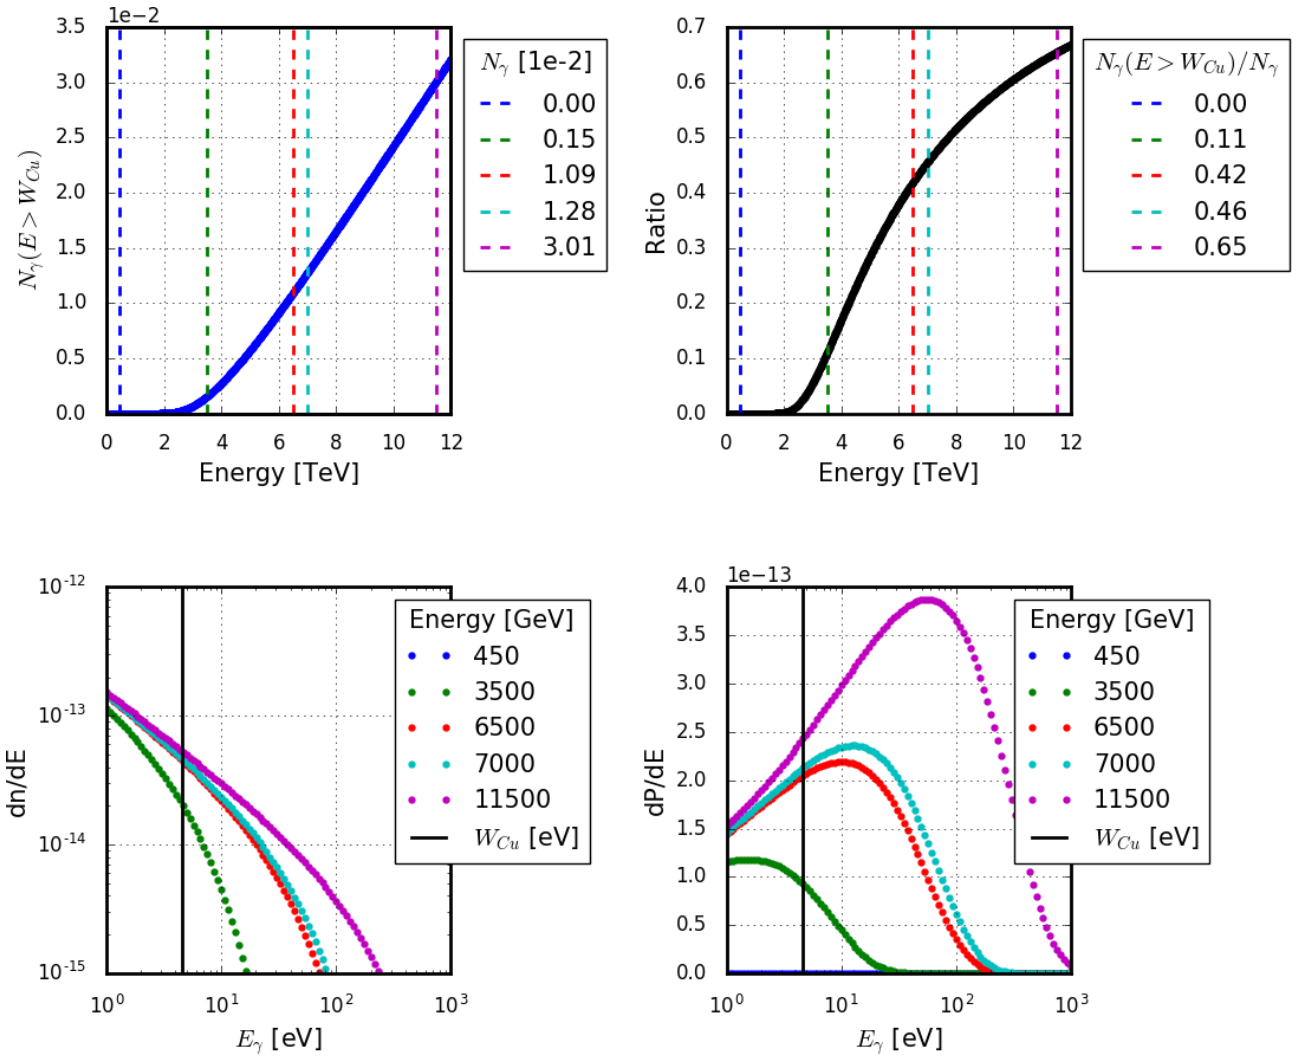 1e−2
3.5
3.0
2.5
2.0
1.5
1.0
0.5
0.0
0 2 4 6 8 10 12
Energy [TeV]
Nγ(E > WCu)
Nγ [1e-2]
0.00
0.15
1.09
1.28
3.01
0.7
0.6
0.5
0.4
0.3
0.2
0.1
0.0
0 2 4 6 8 10 12
Energy [TeV]
Ratio
Nγ(E > WCu)/Nγ
0.00
0.11
0.42
0.46
0.65
10^-12
10^-13
10^-14
10^-15
10^0 10^1 10^2 10^3
Eγ [eV]
dn/dE
Energy [GeV]
450
3500
6500
7000
11500
WCu [eV]
1e−13
4.0
3.5
3.0
2.5
2.0
1.5
1.0
0.5
0.0
10^0 10^1 10^2 10^3
Eγ [eV]
dP/dE
Energy [GeV]
450
3500
6500
7000
11500
WCu [eV]